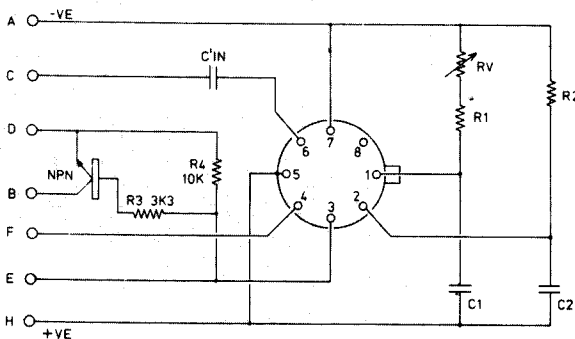 A -VE
C C'IN RV
6 7 8 R1 R2
D
R4
10K
NPN 5 1
B R3 3K3
4 3 2
F
E
C1 C2
H +VE